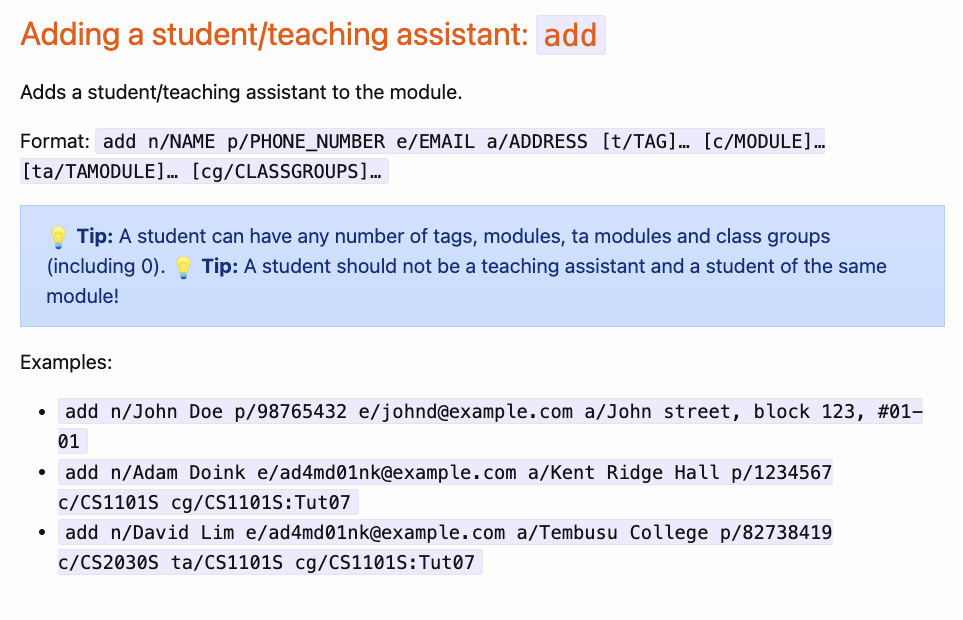 Adding a student/teaching assistant: add
Adds a student/teaching assistant to the module.
Format: add n/NAME p/PHONE_NUMBER e/EMAIL a/ADDRESS [t/TAG]… [c/MODULE]…
[ta/TAMODULE]… [cg/CLASSGROUPS]…
💡 Tip: A student can have any number of tags, modules, ta modules and class groups
(including 0). 💡 Tip: A student should not be a teaching assistant and a student of the same
module!
Examples:
• add n/John Doe p/98765432 e/johnd@example.com a/John street, block 123, #01-
01
• add n/Adam Doink e/ad4md01nk@example.com a/Kent Ridge Hall p/1234567
c/CS1101S cg/CS1101S:Tut07
• add n/David Lim e/ad4md01nk@example.com a/Tembusu College p/82738419
c/CS2030S ta/CS1101S cg/CS1101S:Tut07